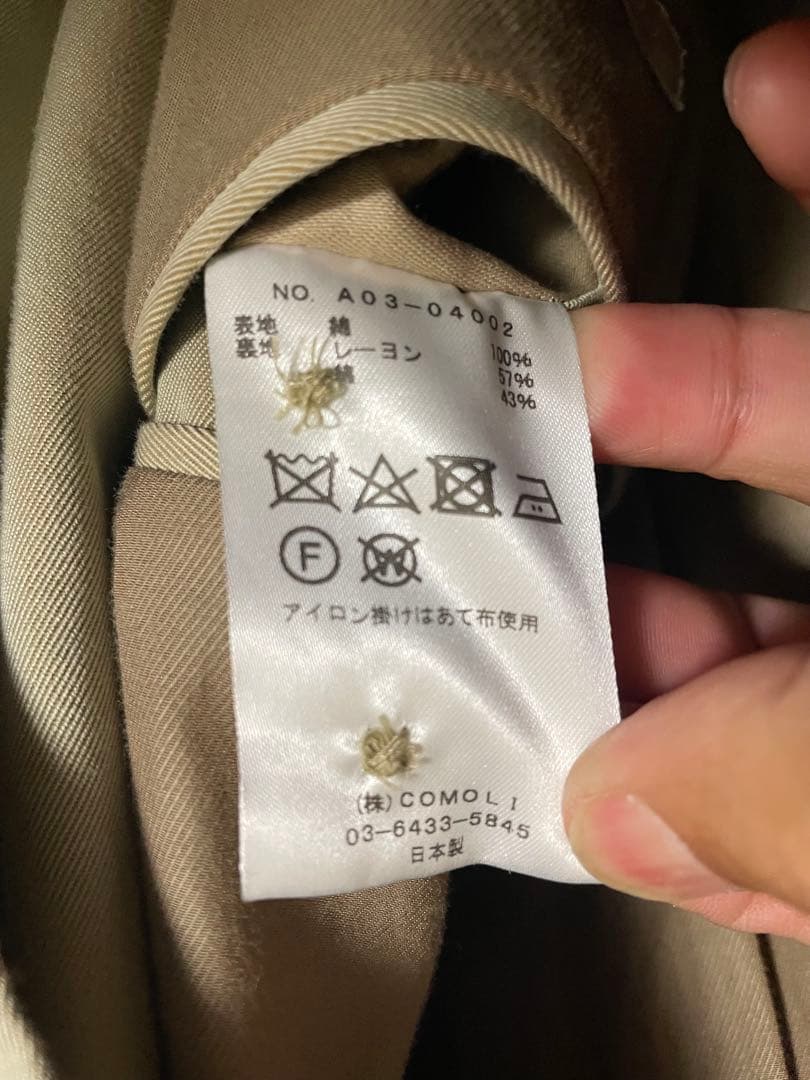 NO. A03-04002
表地 綿 100%
裏地 レーヨン 57%
綿 43%
F
W
アイロン掛けはあて布使用
(株)COMOLI
03-6433-5845
日本製